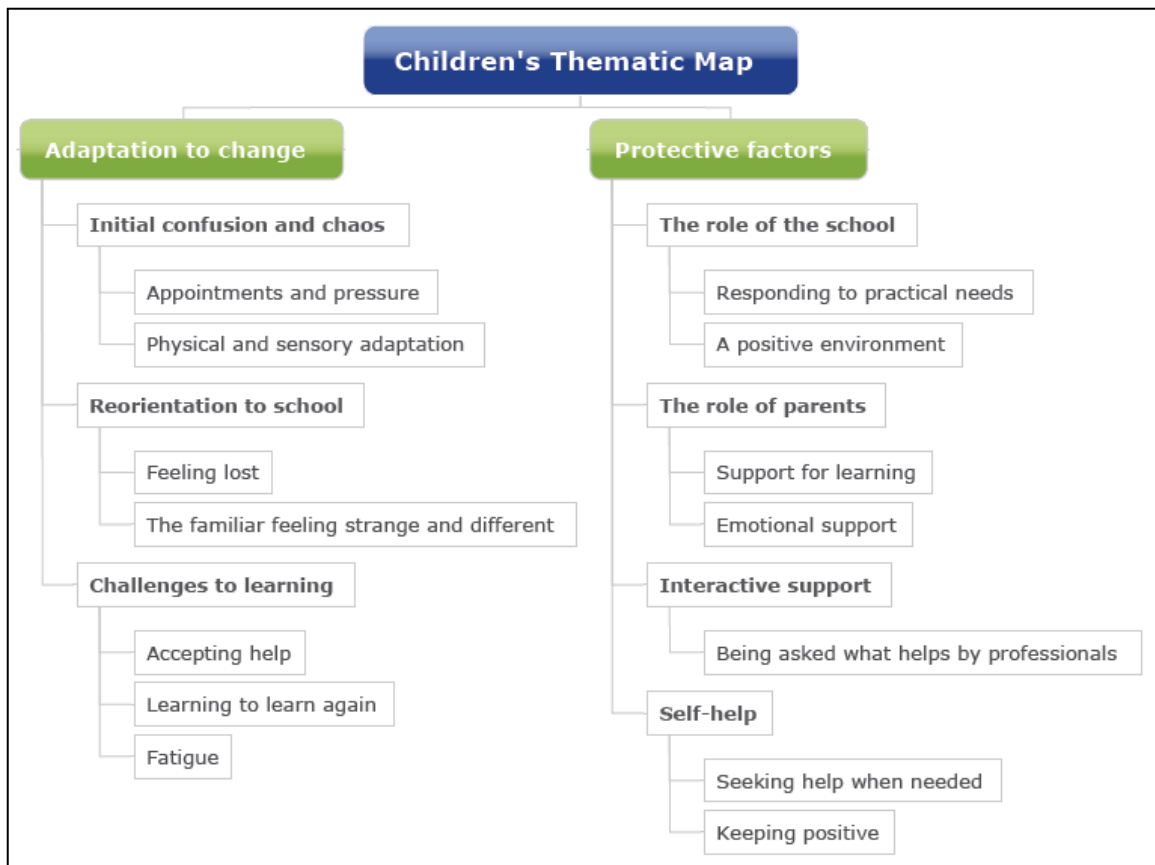 Children's Thematic Map
Adaptation to change
Initial confusion and chaos
Appointments and pressure
Physical and sensory adaptation
Reorientation to school
Feeling lost
The familiar feeling strange and different
Challenges to learning
Accepting help
Learning to learn again
Fatigue
Protective factors
The role of the school
Responding to practical needs
A positive environment
The role of parents
Support for learning
Emotional support
Interactive support
Being asked what helps by professionals
Self-help
Seeking help when needed
Keeping positive